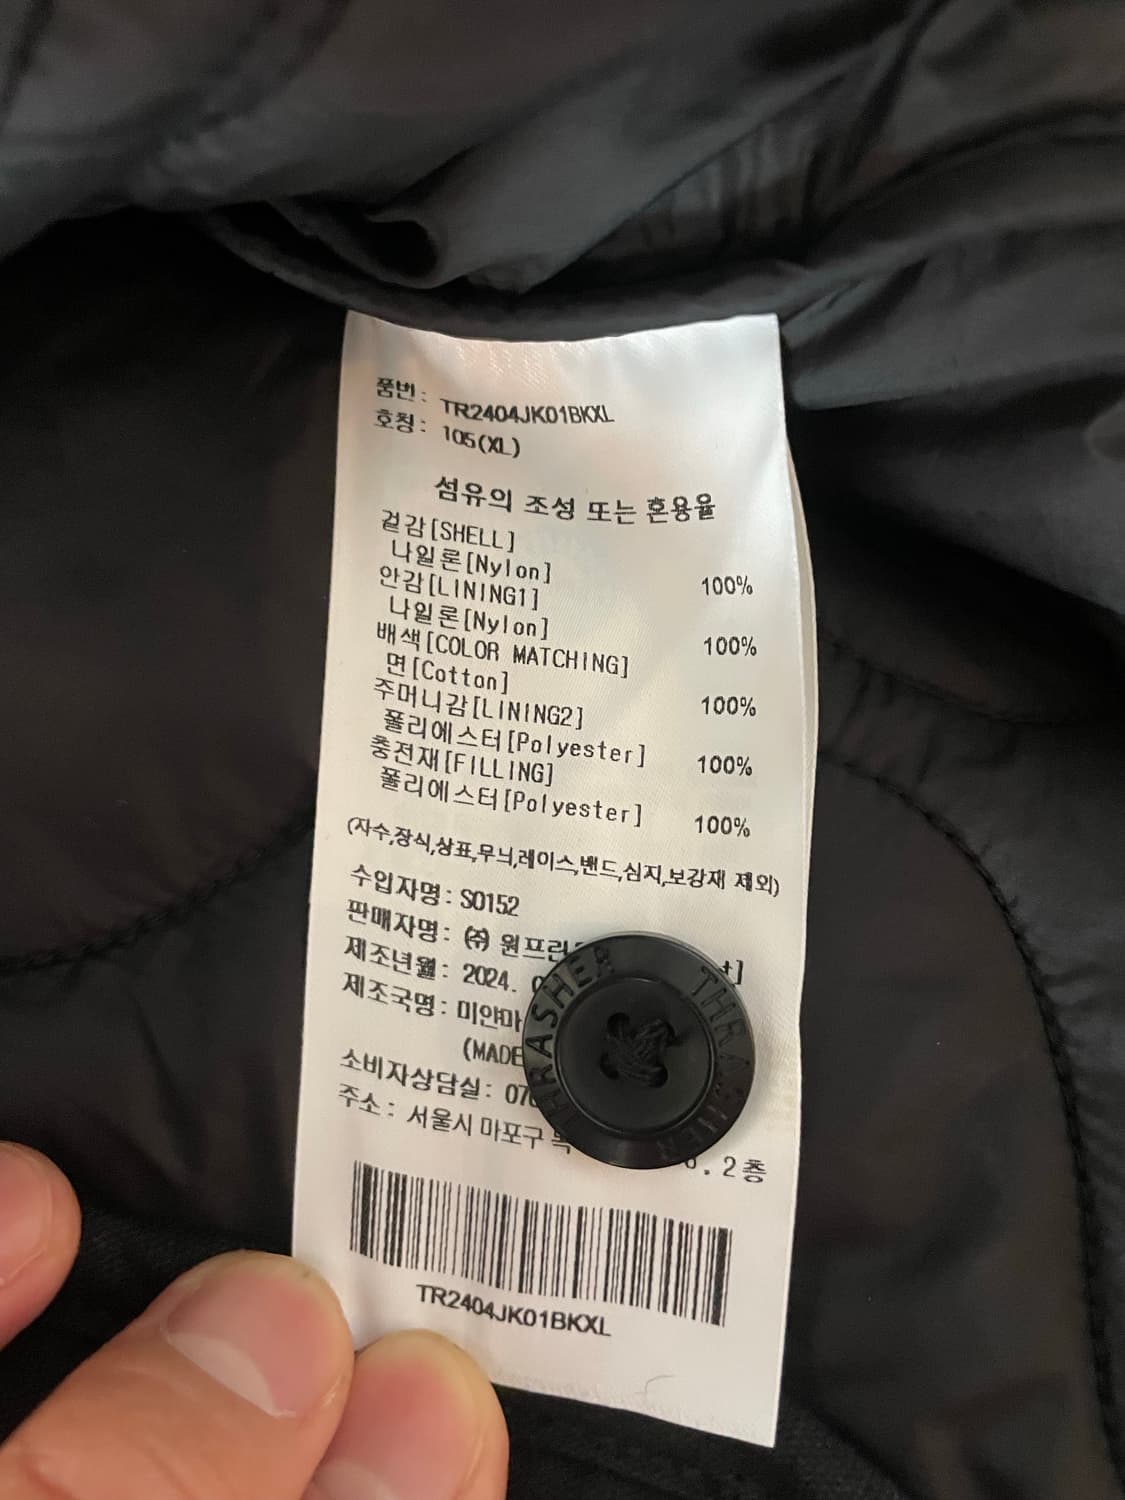 품번: TR2404JK01BKXL
호칭: 105(XL)
섬유의 조성 또는 혼용율
겉감[SHELL]
나일론[Nylon] 100%
안감[LINING1]
나일론[Nylon] 100%
배색[COLOR MATCHING]
면[Cotton] 100%
주머니감[LINING2]
폴리에스터[Polyester] 100%
충전재[FILLING]
폴리에스터[Polyester] 100%
(자수,장식,상표,무늬,레이스,밴드,심지,보강재 제외)
수입자명: S0152
판매자명: ㈜
제조년월: 2024.
제조국명: 미얀마
(MADE
소비자상담실:
주소: 서울시 마포구 2층
THRASHER THRASHER
TR2404JK01BKXL